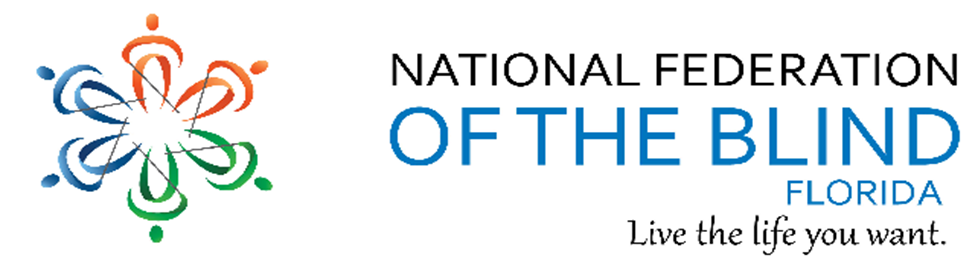 NATIONAL FEDERATION
OF THE BLIND
FLORIDA
Live the life you want.